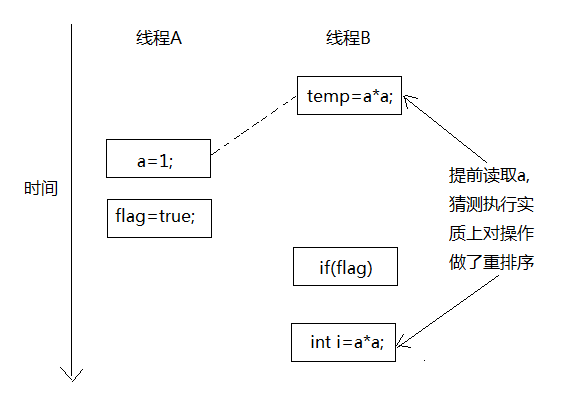 线程A
线程B
temp=a*a;
a=1;
时间
flag=true;
提前读取a,
猜测执行实
质上对操作
做了重排序
if(flag)
int i=a*a;